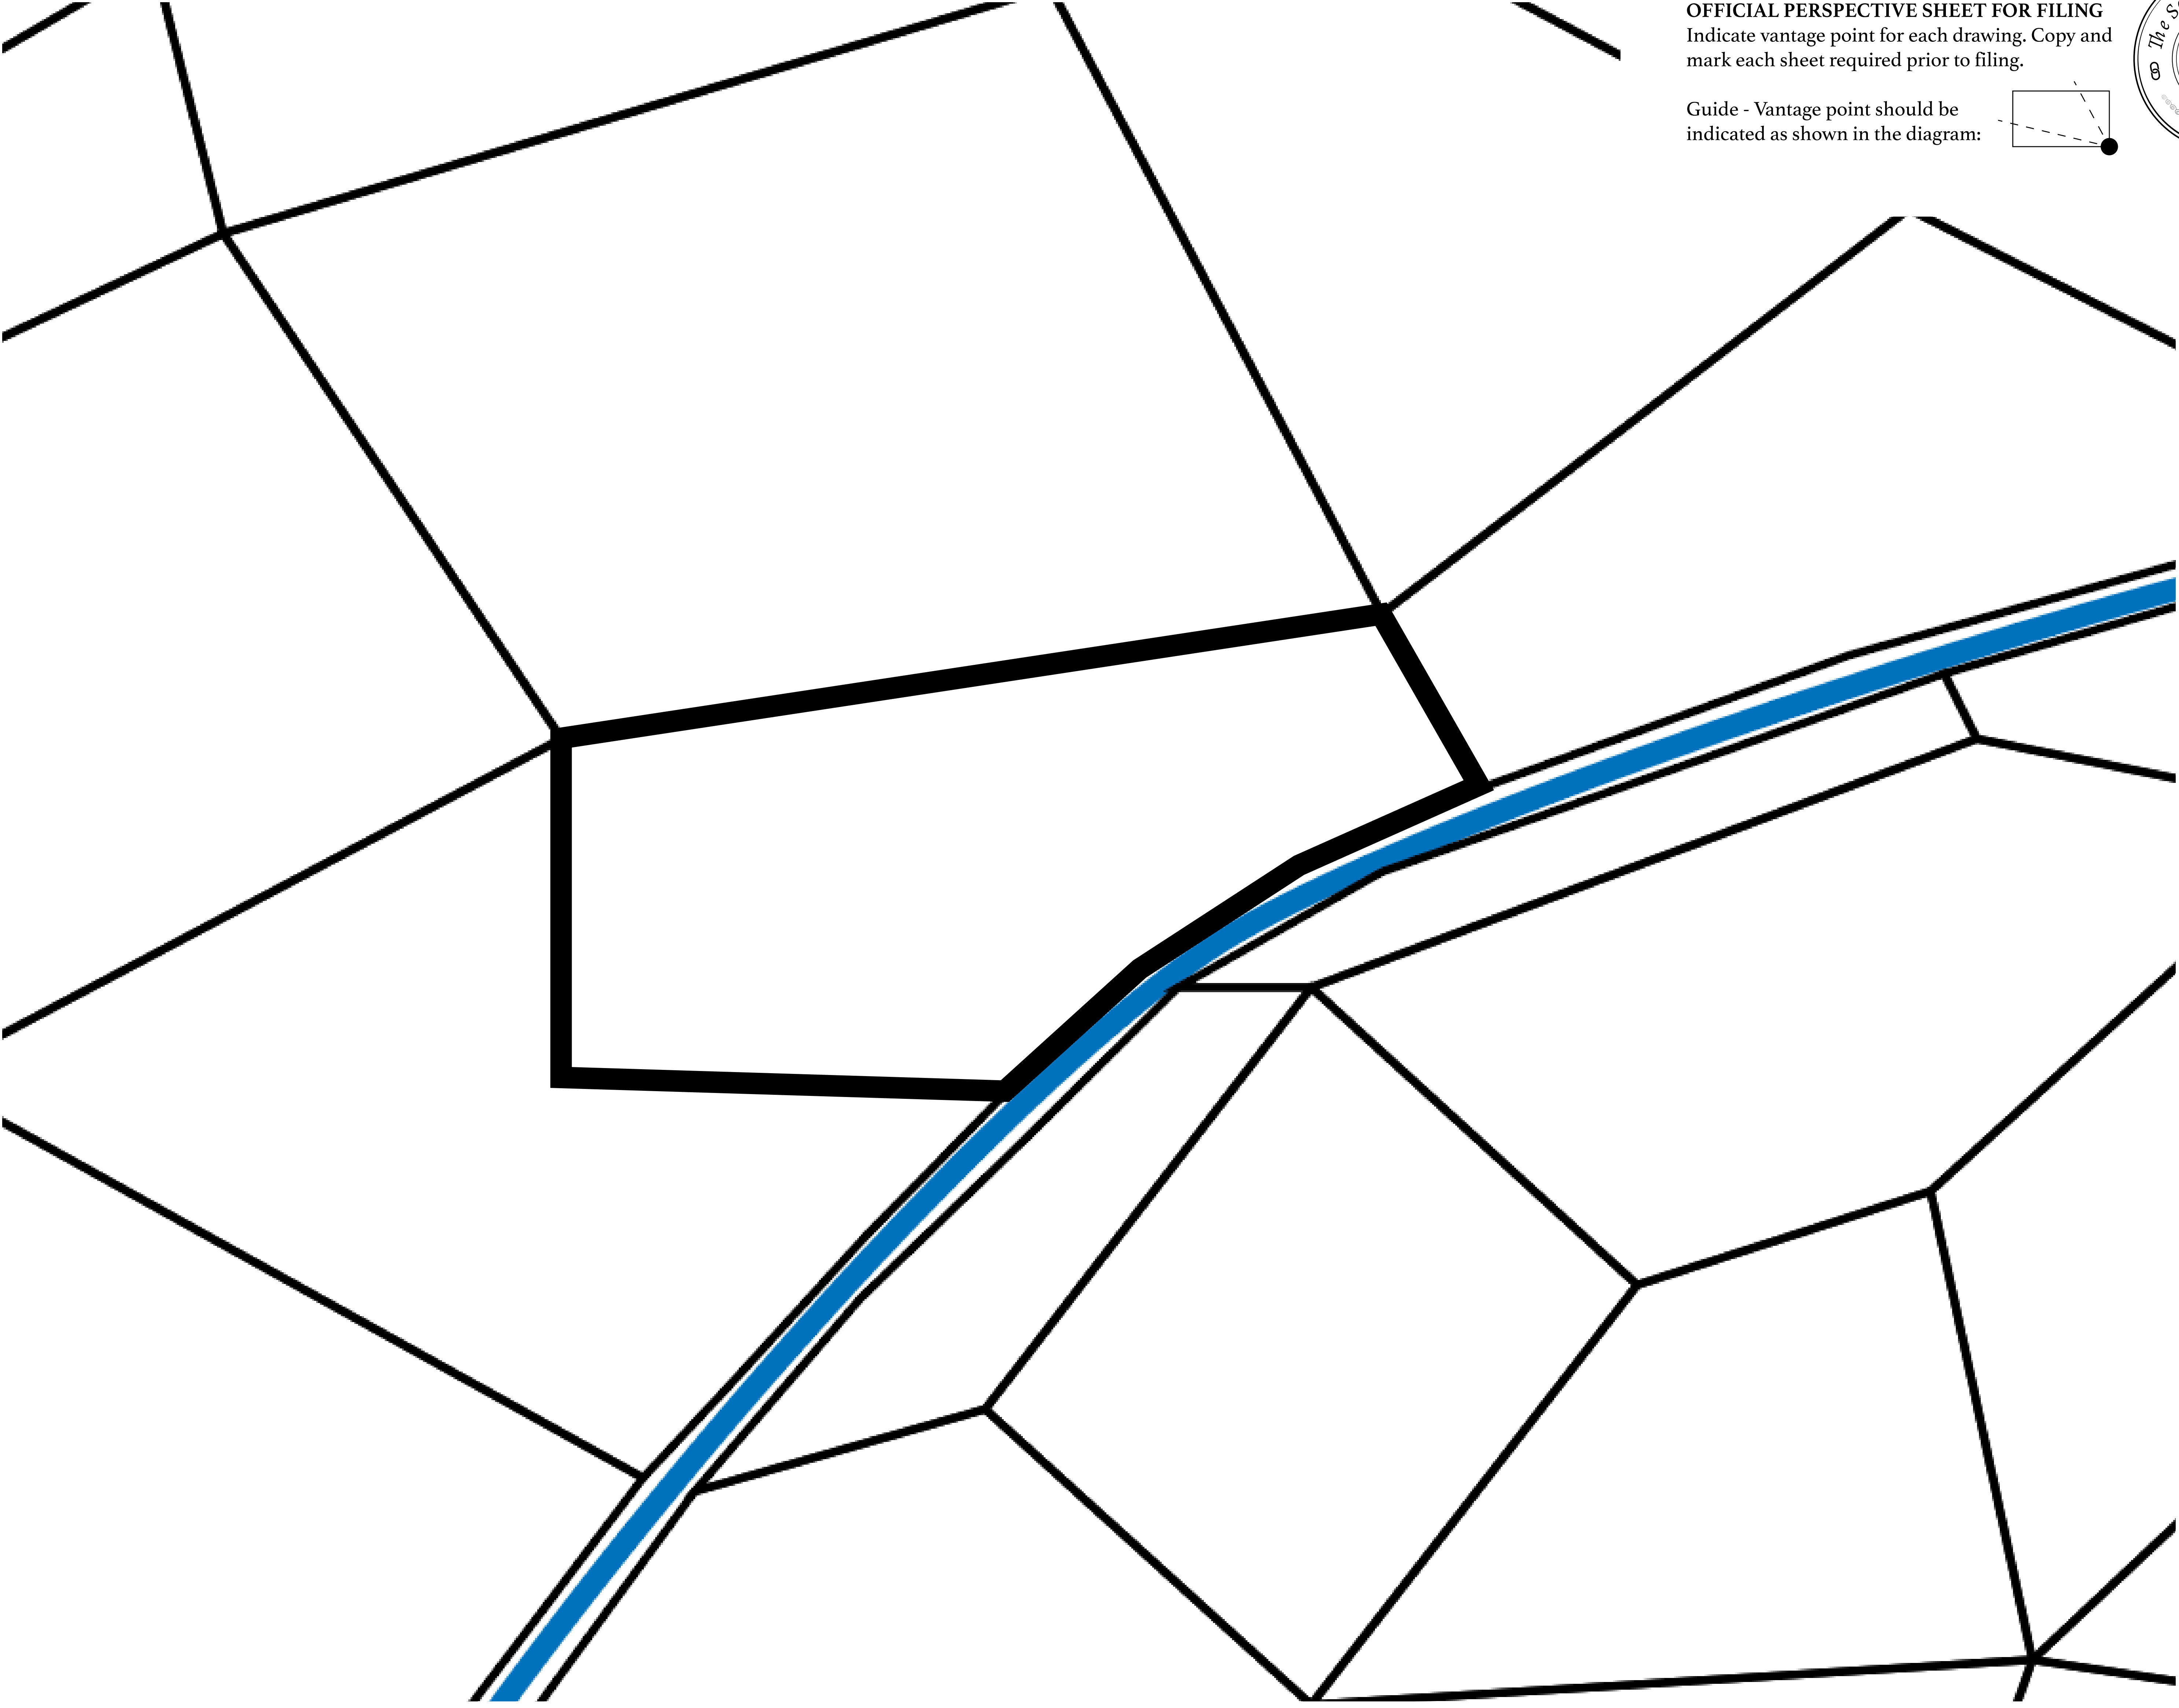 OFFICIAL PERSPECTIVE SHEET FOR FILING
Indicate vantage point for each drawing. Copy and
mark each sheet required prior to filing.
Guide - Vantage point should be
indicated as shown in the diagram:
The S